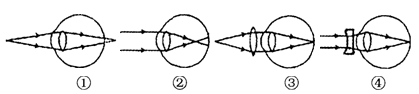 ① ② ③ ④